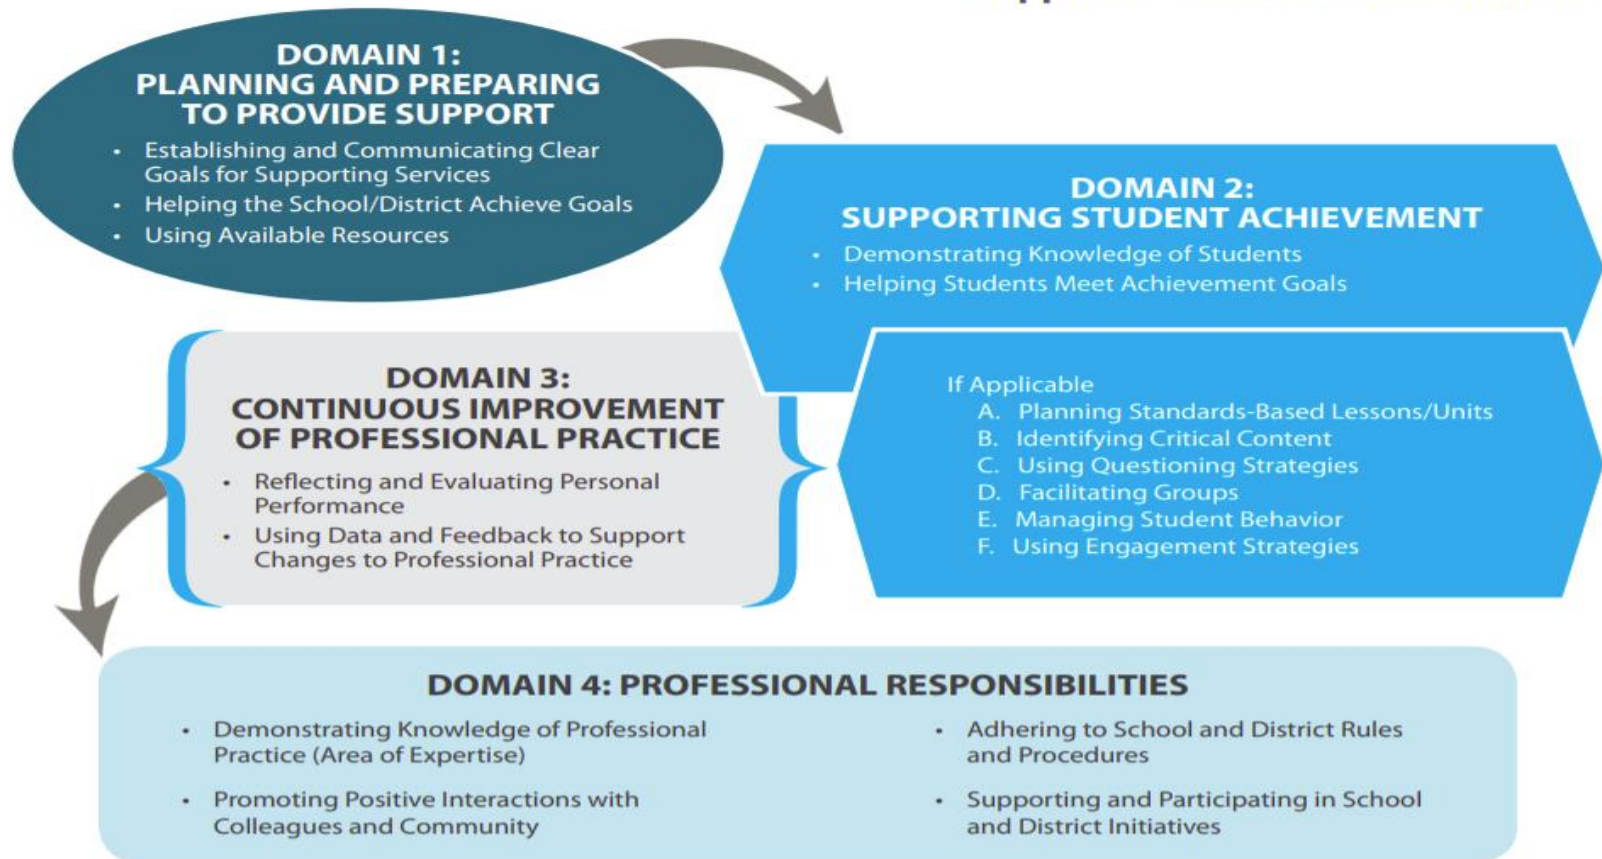 DOMAIN 1:
PLANNING AND PREPARING
TO PROVIDE SUPPORT
• Establishing and Communicating Clear
Goals for Supporting Services
• Helping the School/District Achieve Goals
• Using Available Resources
DOMAIN 2:
SUPPORTING STUDENT ACHIEVEMENT
• Demonstrating Knowledge of Students
• Helping Students Meet Achievement Goals
If Applicable
A. Planning Standards-Based Lessons/Units
B. Identifying Critical Content
C. Using Questioning Strategies
D. Facilitating Groups
E. Managing Student Behavior
F. Using Engagement Strategies
DOMAIN 3:
CONTINUOUS IMPROVEMENT
OF PROFESSIONAL PRACTICE
• Reflecting and Evaluating Personal
Performance
• Using Data and Feedback to Support
Changes to Professional Practice
DOMAIN 4: PROFESSIONAL RESPONSIBILITIES
• Demonstrating Knowledge of Professional
Practice (Area of Expertise)
• Promoting Positive Interactions with
Colleagues and Community
• Adhering to School and District Rules
and Procedures
• Supporting and Participating in School
and District Initiatives